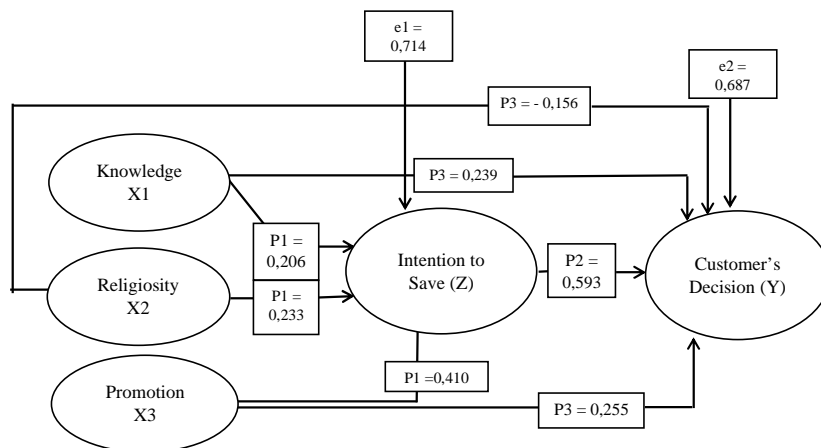 e1 =
0,714
e2 =
0,687
P3 = - 0,156
Knowledge
X1
P3 = 0,239
P1 =
0,206
Intention to
Save (Z)
P2 =
0,593
Customer's
Decision (Y)
Religiosity
X2
P1 =
0,233
P1 =0,410
Promotion
X3
P3 = 0,255